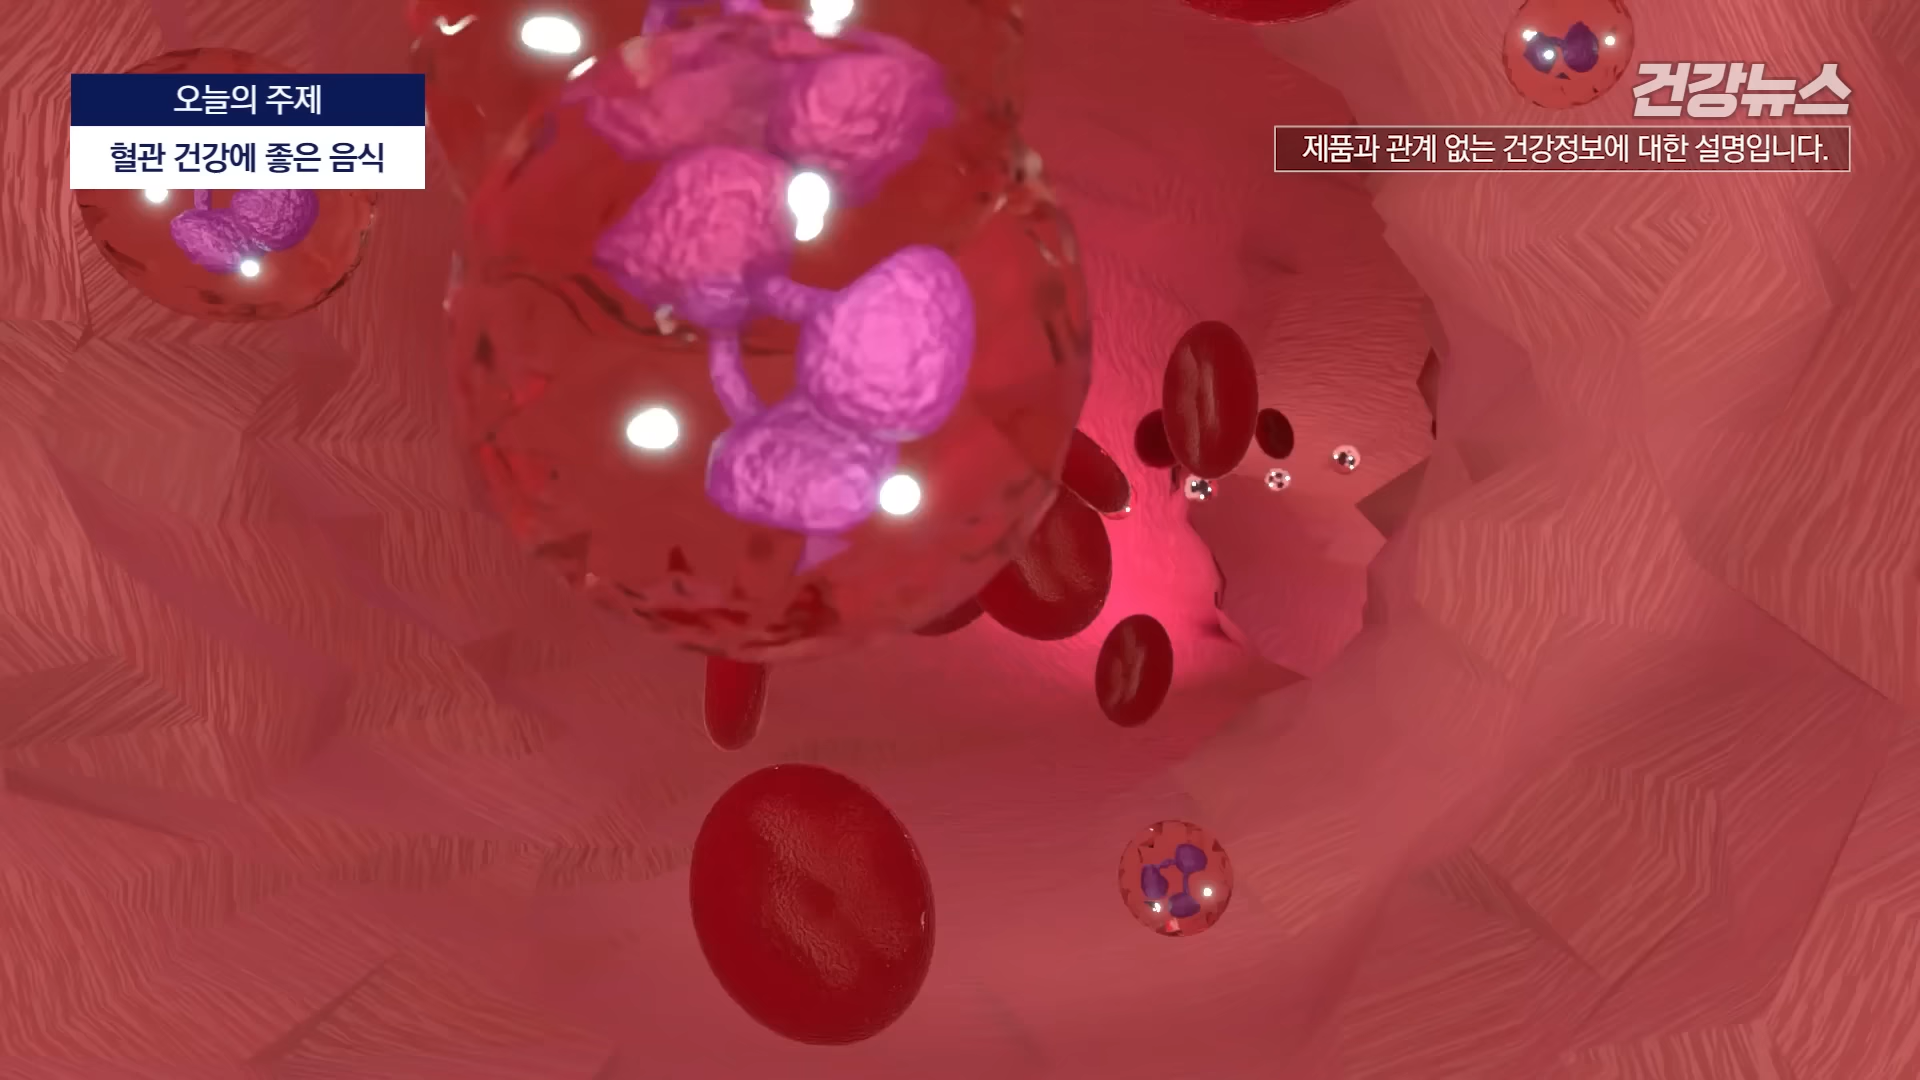 오늘의 주제
혈관 건강에 좋은 음식
건강뉴스
제품과 관계 없는 건강정보에 대한 설명입니다.